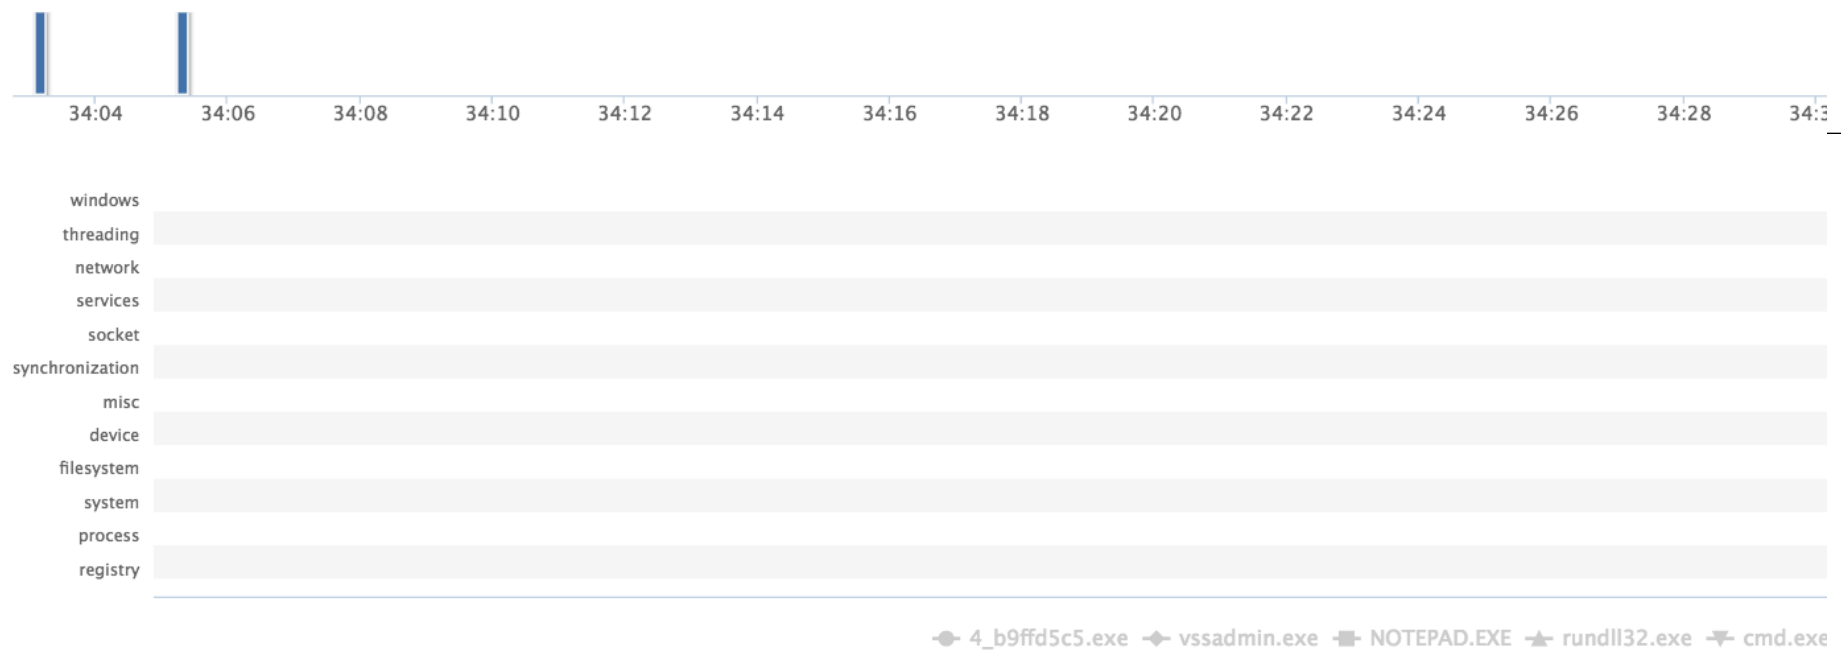 34:04 34:06 34:08 34:10 34:12 34:14 34:16 34:18 34:20 34:22 34:24 34:26 34:28 34:3
windows
threading
network
services
socket
synchronization
misc
device
filesystem
system
process
registry
4_b9ffd5c5.exe vssadmin.exe NOTEPAD.EXE rundll32.exe cmd.exe